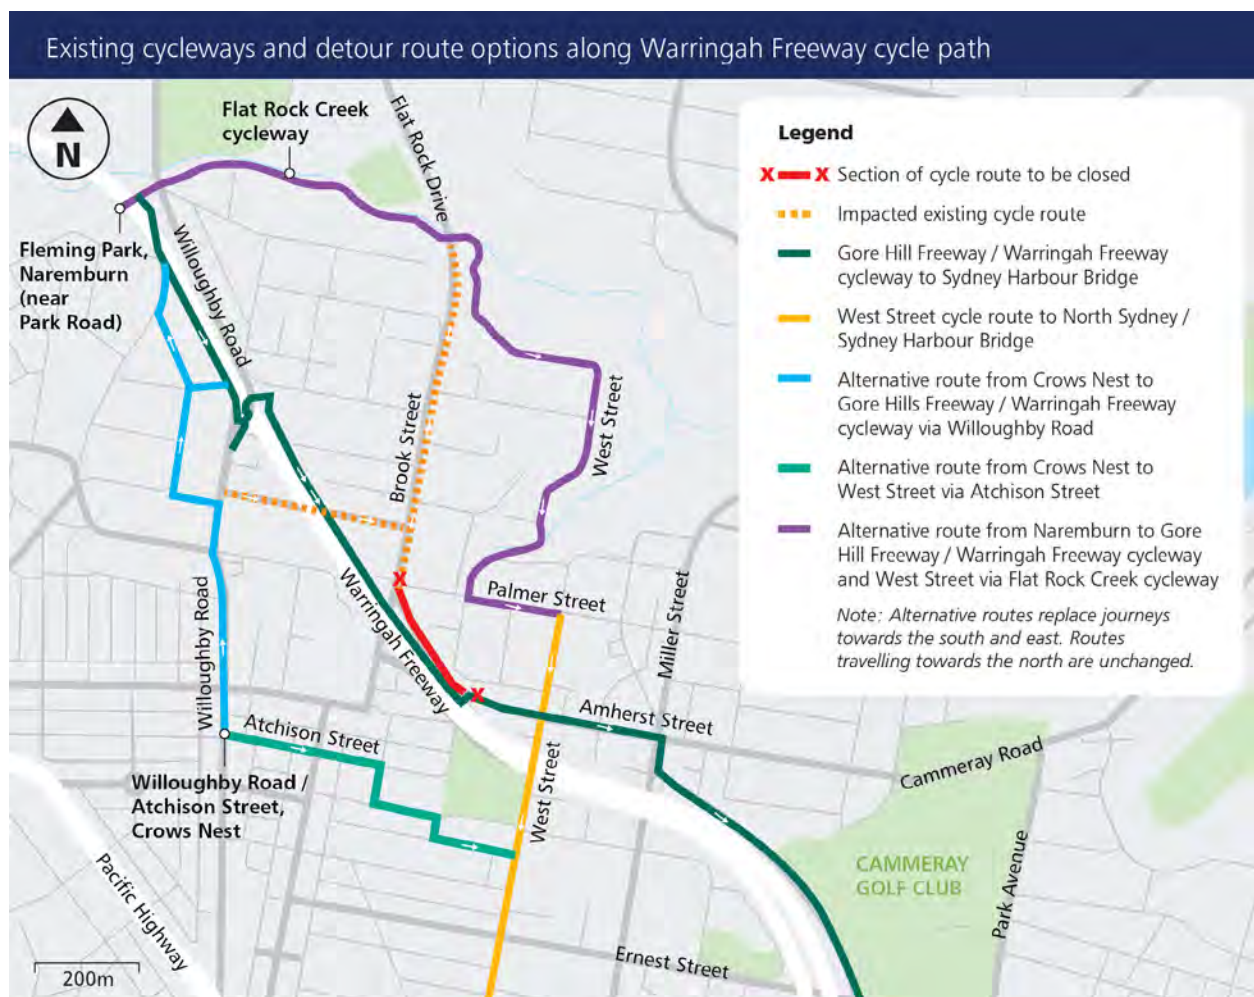 Existing cycleways and detour route options along Warringah Freeway cycle path
N
Flat Rock Creek
cycleway
Flat Rock Drive
Fleming Park,
Naremburn
(near
Park Road)
Willoughby Road
Brook Street
West Street
Warringah Freeway
Palmer Street
Miller Street
Willoughby Road
Atchison Street
Amherst Street
West Street
Cammeray Road
Willoughby Road /
Atchison Street,
Crows Nest
Pacific Highway
CAMMERAY
GOLF CLUB
Park Avenue
Ernest Street
200m
X
X
Legend
X X Section of cycle route to be closed
Impacted existing cycle route
Gore Hill Freeway / Warringah Freeway
cycleway to Sydney Harbour Bridge
West Street cycle route to North Sydney /
Sydney Harbour Bridge
Alternative route from Crows Nest to
Gore Hills Freeway / Warringah Freeway
cycleway via Willoughby Road
Alternative route from Crows Nest to
West Street via Atchison Street
Alternative route from Naremburn to Gore
Hill Freeway / Warringah Freeway cycleway
and West Street via Flat Rock Creek cycleway
Note: Alternative routes replace journeys
towards the south and east. Routes
travelling towards the north are unchanged.